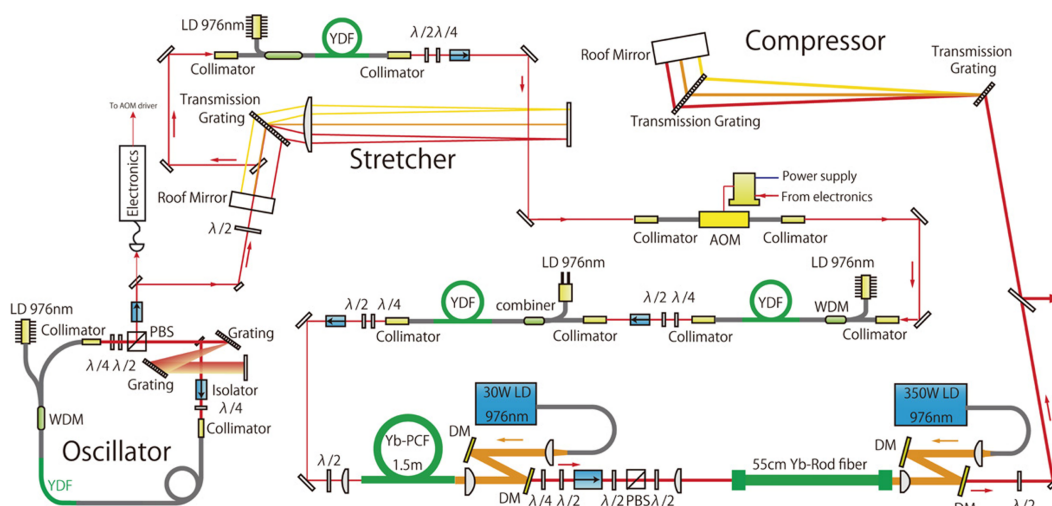 LD 976nm
YDF
λ/2λ/4
Collimator
Collimator
Compressor
Roof Mirror
Transmission
Grating
Transmission Grating
To AOM driver
Transmission
Grating
Stretcher
Electronics
Roof Mirror
λ/2
Power supply
From electronics
Collimator
AOM
Collimator
LD 976nm
LD 976nm
YDF
combiner
λ/2 λ/4
λ/2 λ/4
YDF
WDM
Collimator
Collimator
Collimator
Collimator
LD 976nm
Collimator
PBS
Grating
λ/4 λ/2
Grating
Isolator
λ/4
Collimator
WDM
Oscillator
YDF
30W LD
976nm
350W LD
976nm
DM
DM
Yb-PCF
1.5m
λ/2
55cm Yb-Rod fiber
DM
λ/4
λ/2
λ/2
PBS
λ/2
DM
λ/2